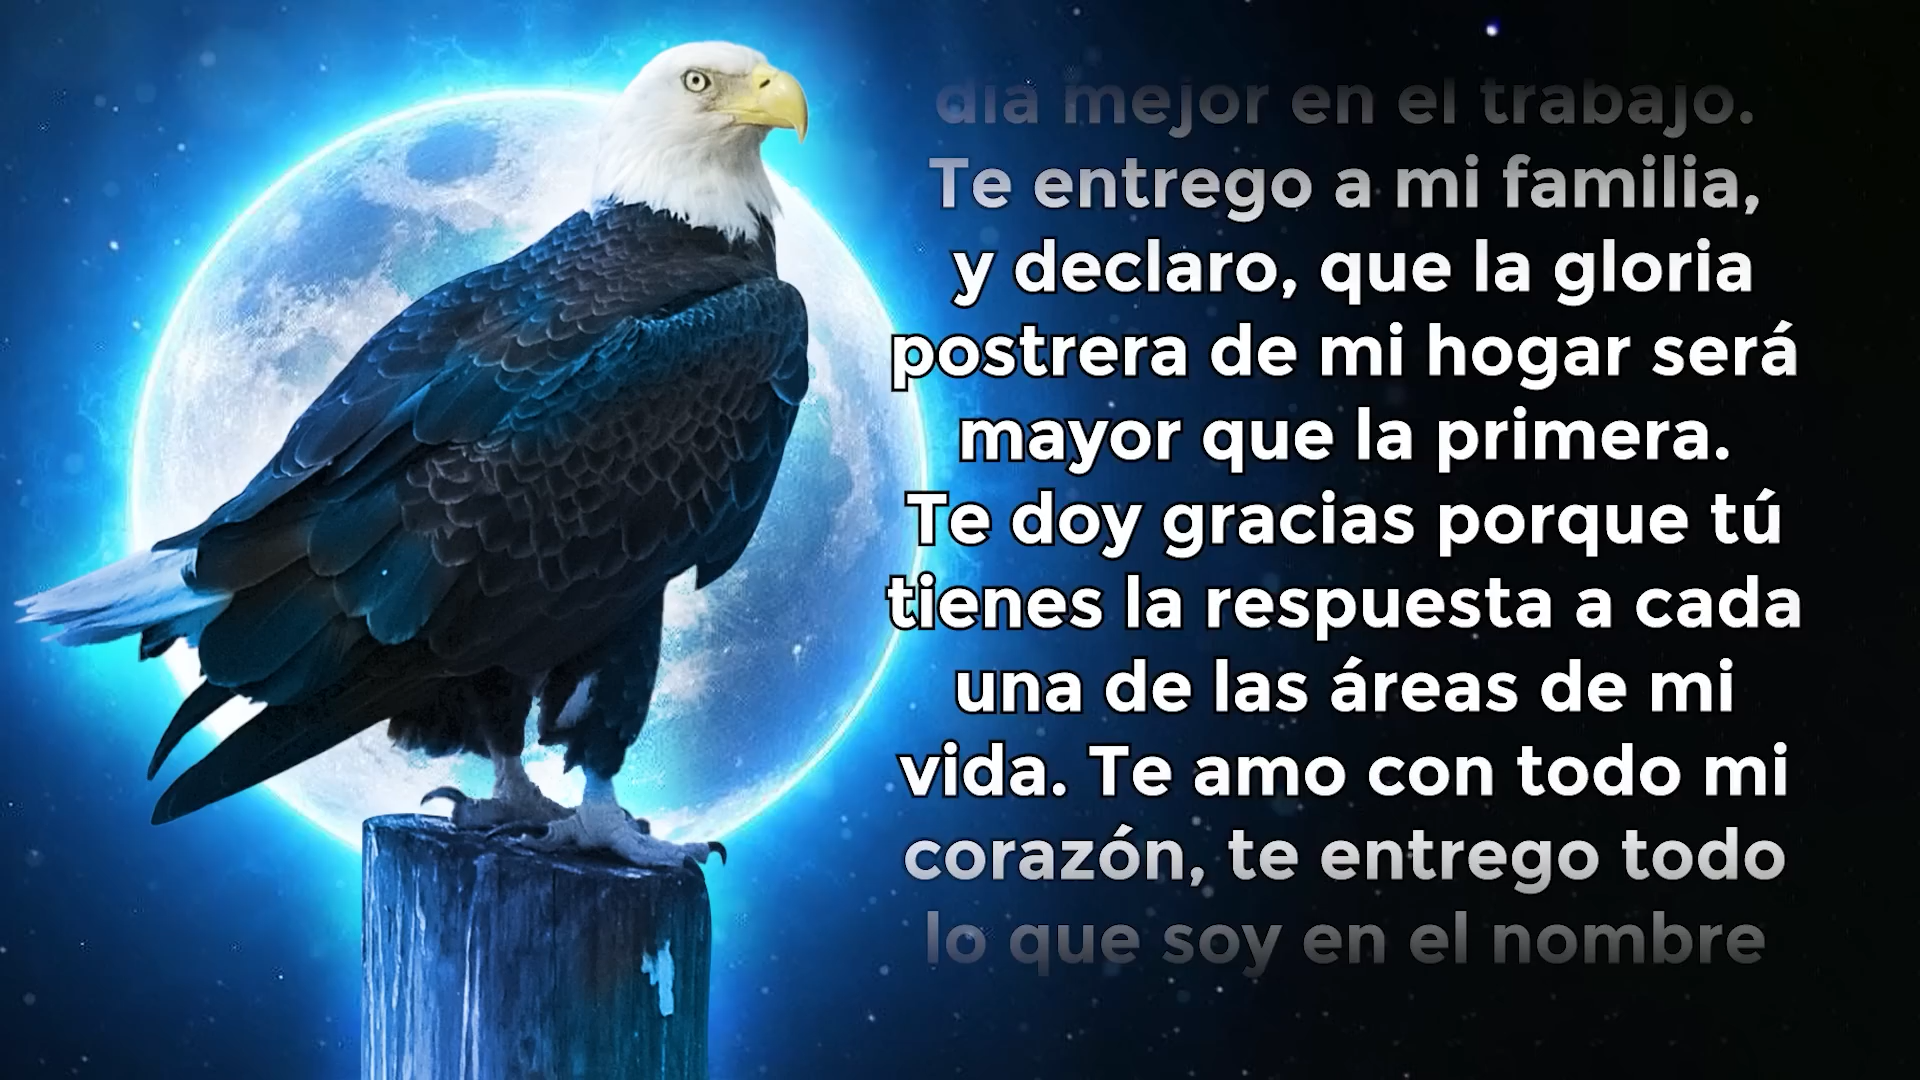 día mejor en el trabajo.
Te entrego a mi familia,
y declaro, que la gloria
postrera de mi hogar será
mayor que la primera.
Te doy gracias porque tú
tienes la respuesta a cada
una de las áreas de mi
vida. Te amo con todo mi
corazón, te entrego todo
lo que soy en el nombre